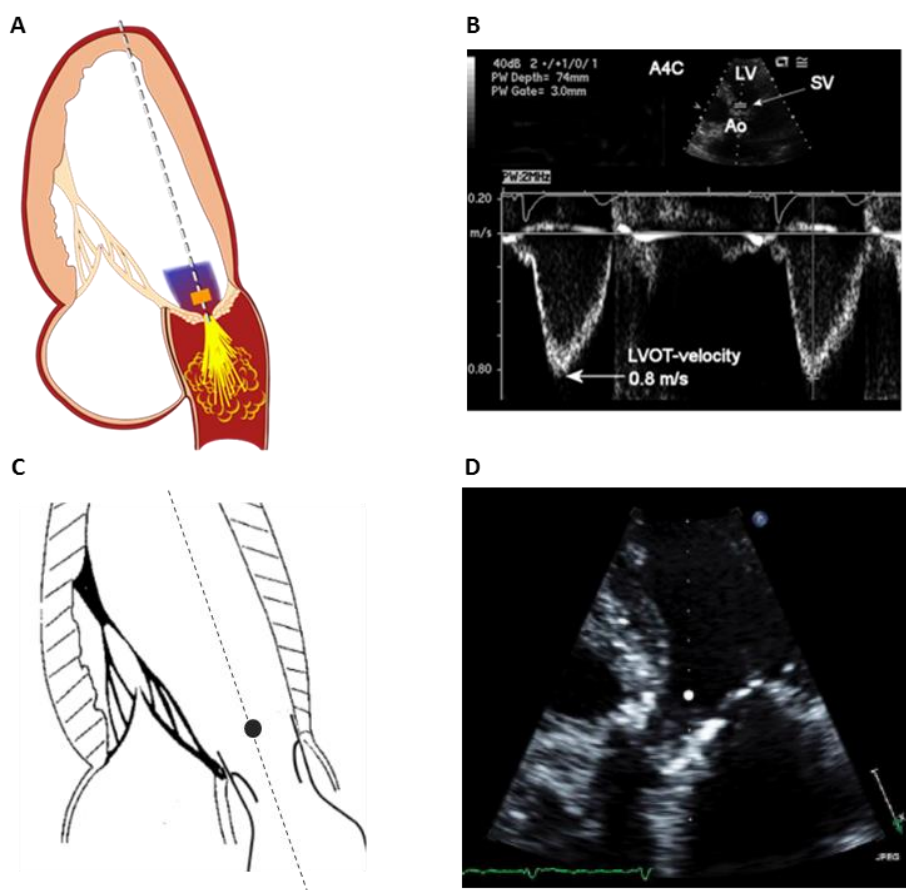 A
B
40dB 2 •/+1/0/1
PW Depth= 74mm
PW Gate= 3.0mm
A4C
LV
SV
Ao
PW:2MHz
0.20
m/s
LVOT-velocity
0.8 m/s
0.80
C
D
JPEG